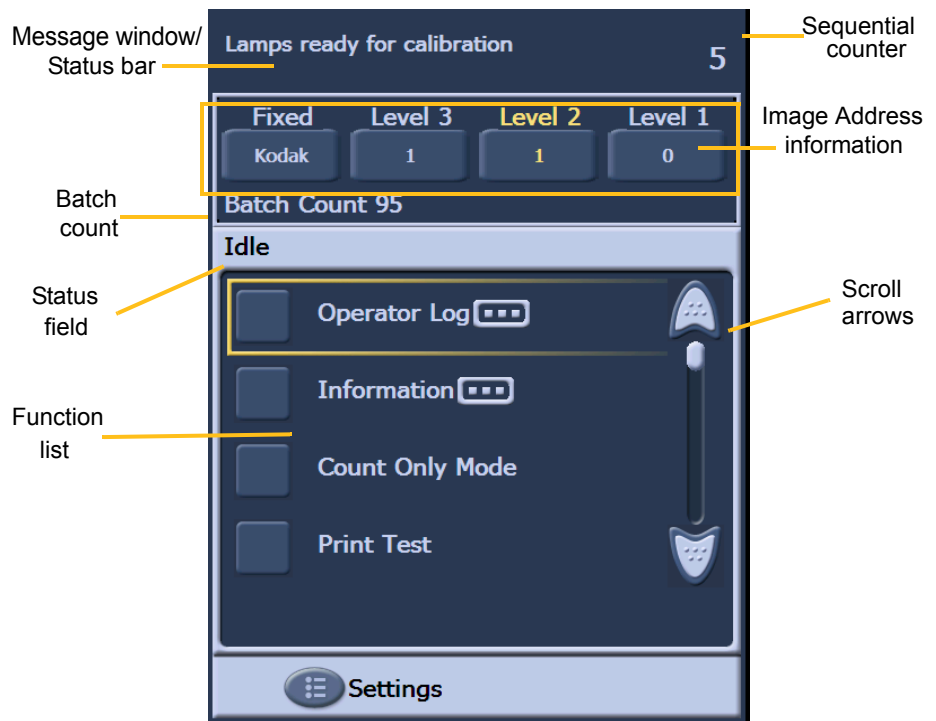 Message window/
Status bar
Lamps ready for calibration
5
Sequential
counter
Fixed Level 3 Level 2 Level 1
Kodak 1 1 0
Image Address
information
Batch Count 95
Batch
count
Idle
Status
field
Operator Log
Scroll
arrows
Information
Function
list
Count Only Mode
Print Test
Settings